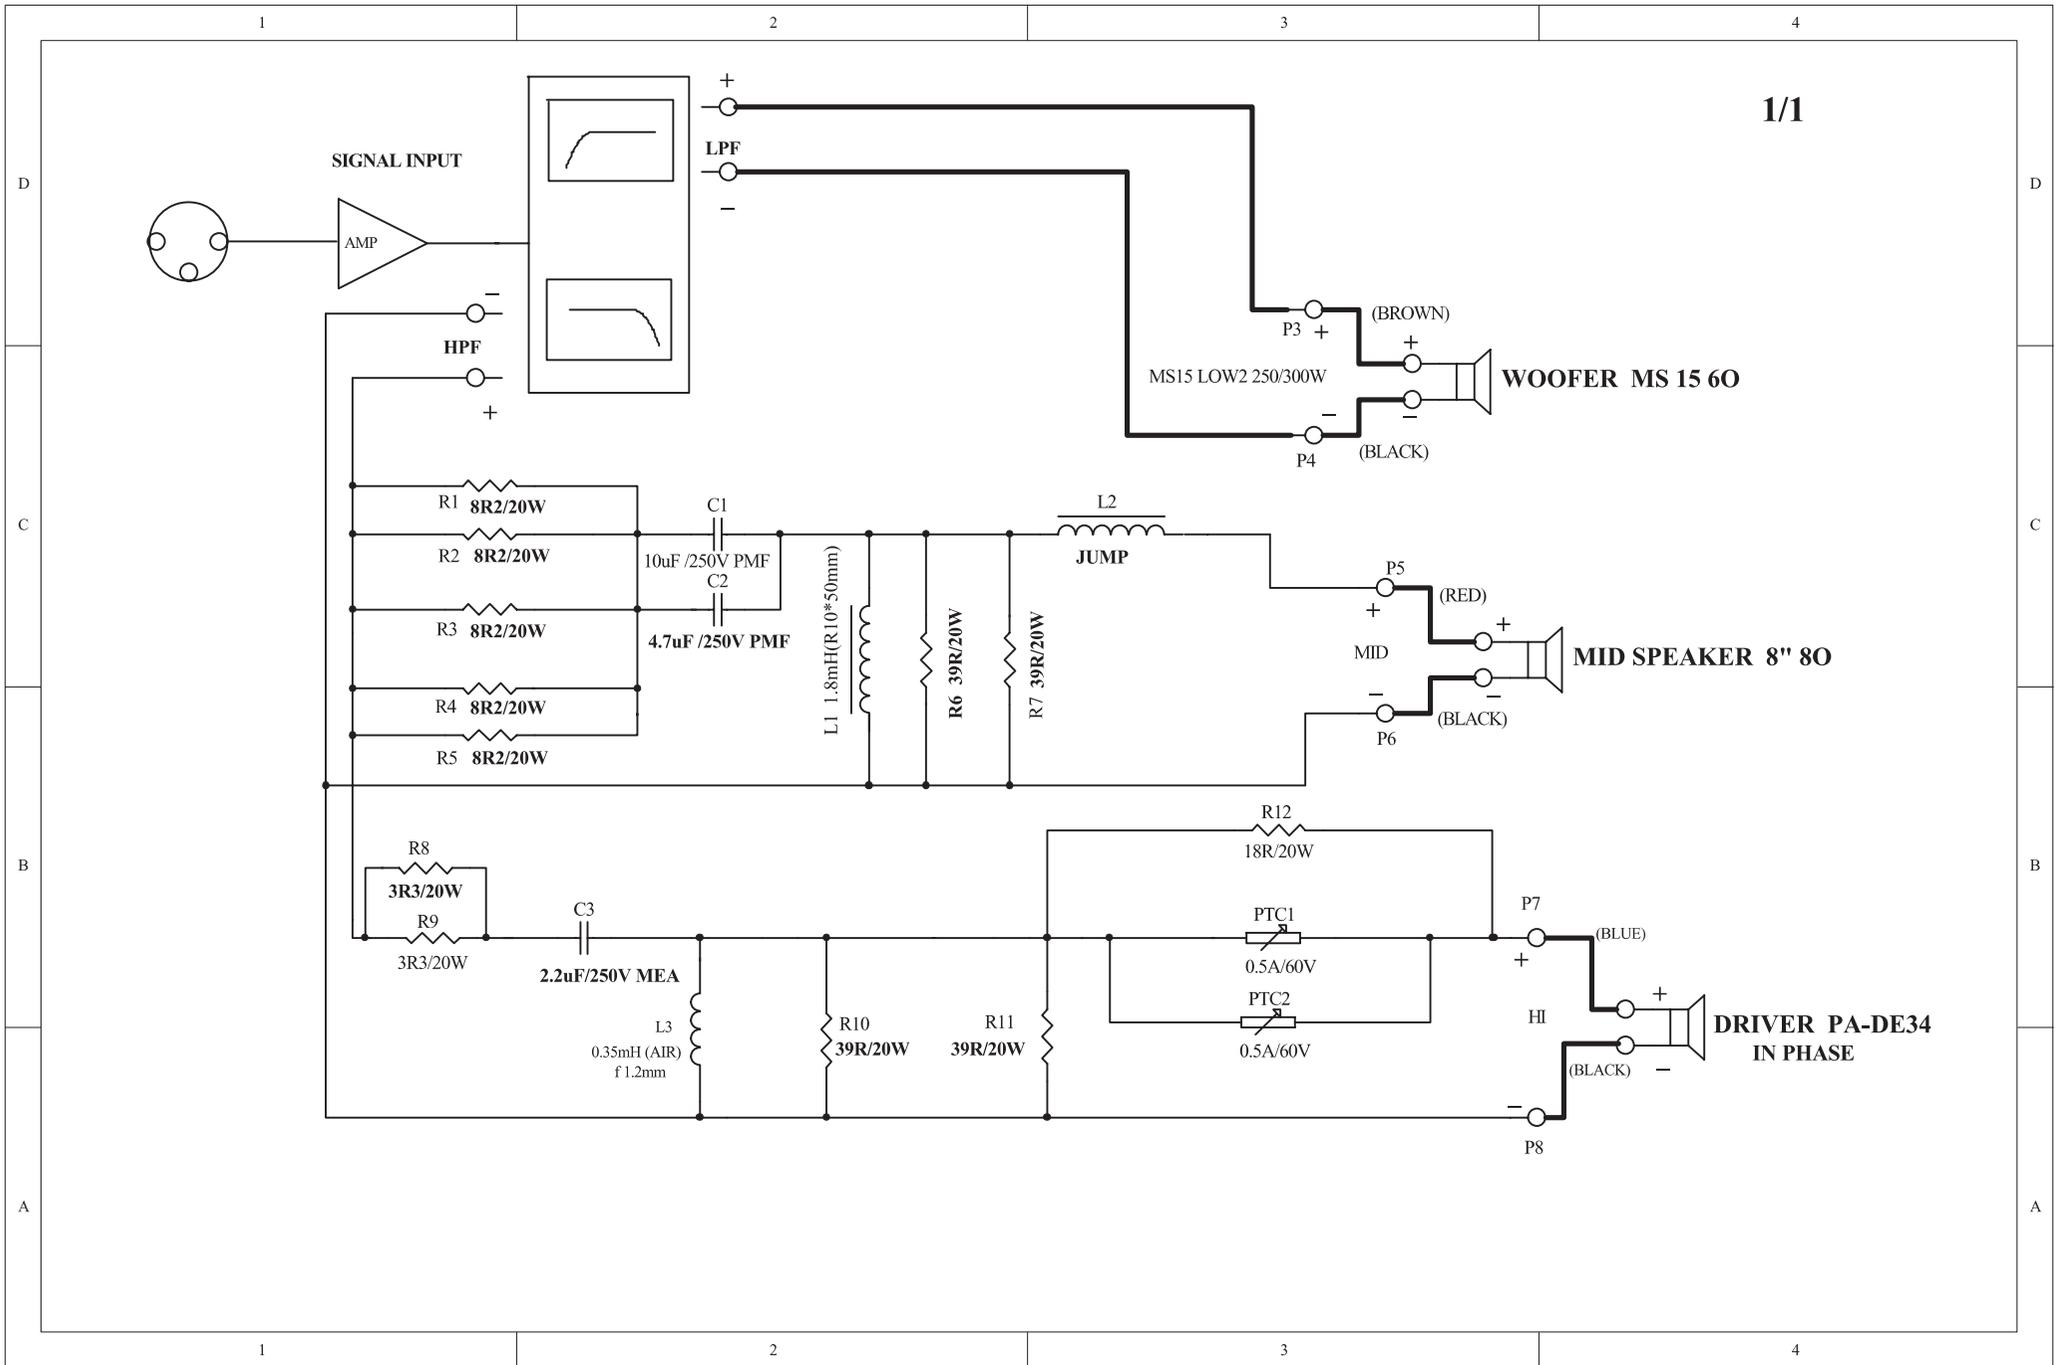 1 2 3 4
1/1
+
LPF
−
SIGNAL INPUT
D D
AMP
−
HPF
+
P3 +
(BROWN)
+
MS15 LOW2 250/300W
WOOFER MS 15 6O
−
−
P4
(BLACK)
C C
R1 8R2/20W
R2 8R2/20W
R3 8R2/20W
R4 8R2/20W
R5 8R2/20W
C1
10uF /250V PMF
C2
4.7uF /250V PMF
L1 1.8mH(R10*50mm)
R6 39R/20W
R7 39R/20W
L2
JUMP
P5
+
(RED)
+
MID
MID SPEAKER 8" 8O
−
−
(BLACK)
P6
B B
R8
3R3/20W
R9
3R3/20W
C3
2.2uF/250V MEA
L3
0.35mH (AIR)
f 1.2mm
R10
39R/20W
R11
39R/20W
R12
18R/20W
PTC1
0.5A/60V
PTC2
0.5A/60V
P7
+
(BLUE)
+
HI
DRIVER PA-DE34
IN PHASE
(BLACK)
−
−
P8
A A
1 2 3 4